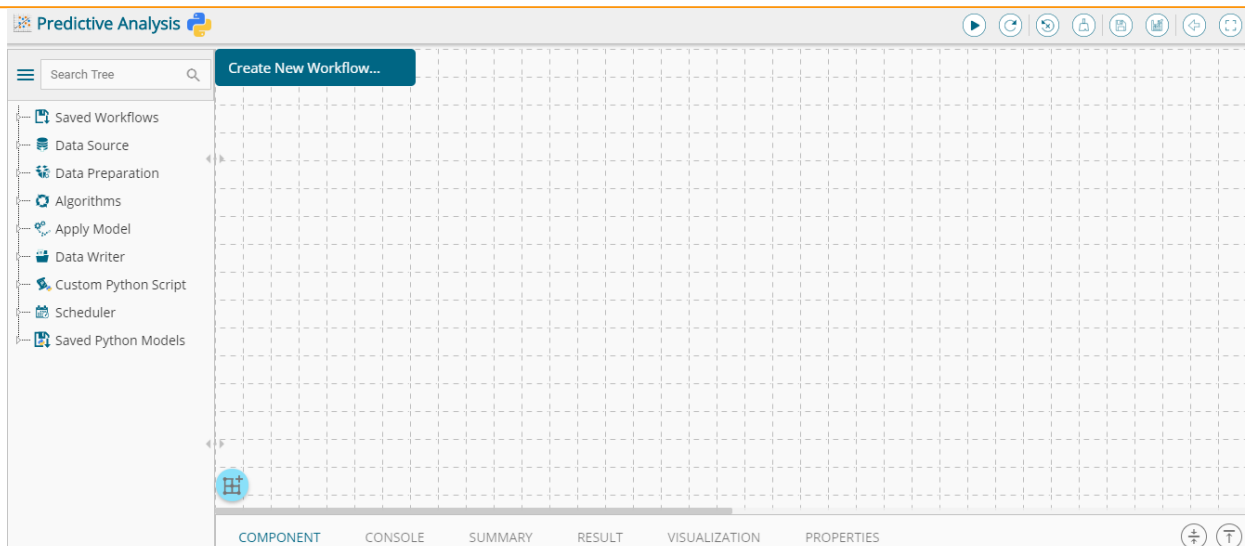 Predictive Analysis
Search Tree
Create New Workflow...
Saved Workflows
Data Source
Data Preparation
Algorithms
Apply Model
Data Writer
Custom Python Script
Scheduler
Saved Python Models
COMPONENT CONSOLE SUMMARY RESULT VISUALIZATION PROPERTIES